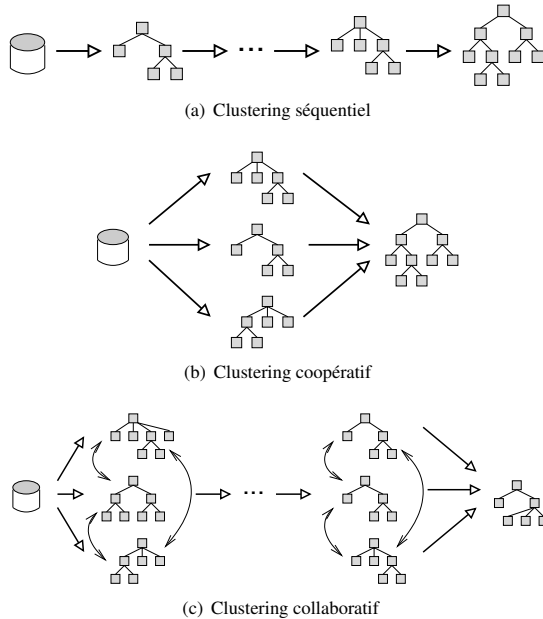 (a) Clustering séquentiel
(b) Clustering coopératif
(c) Clustering collaboratif